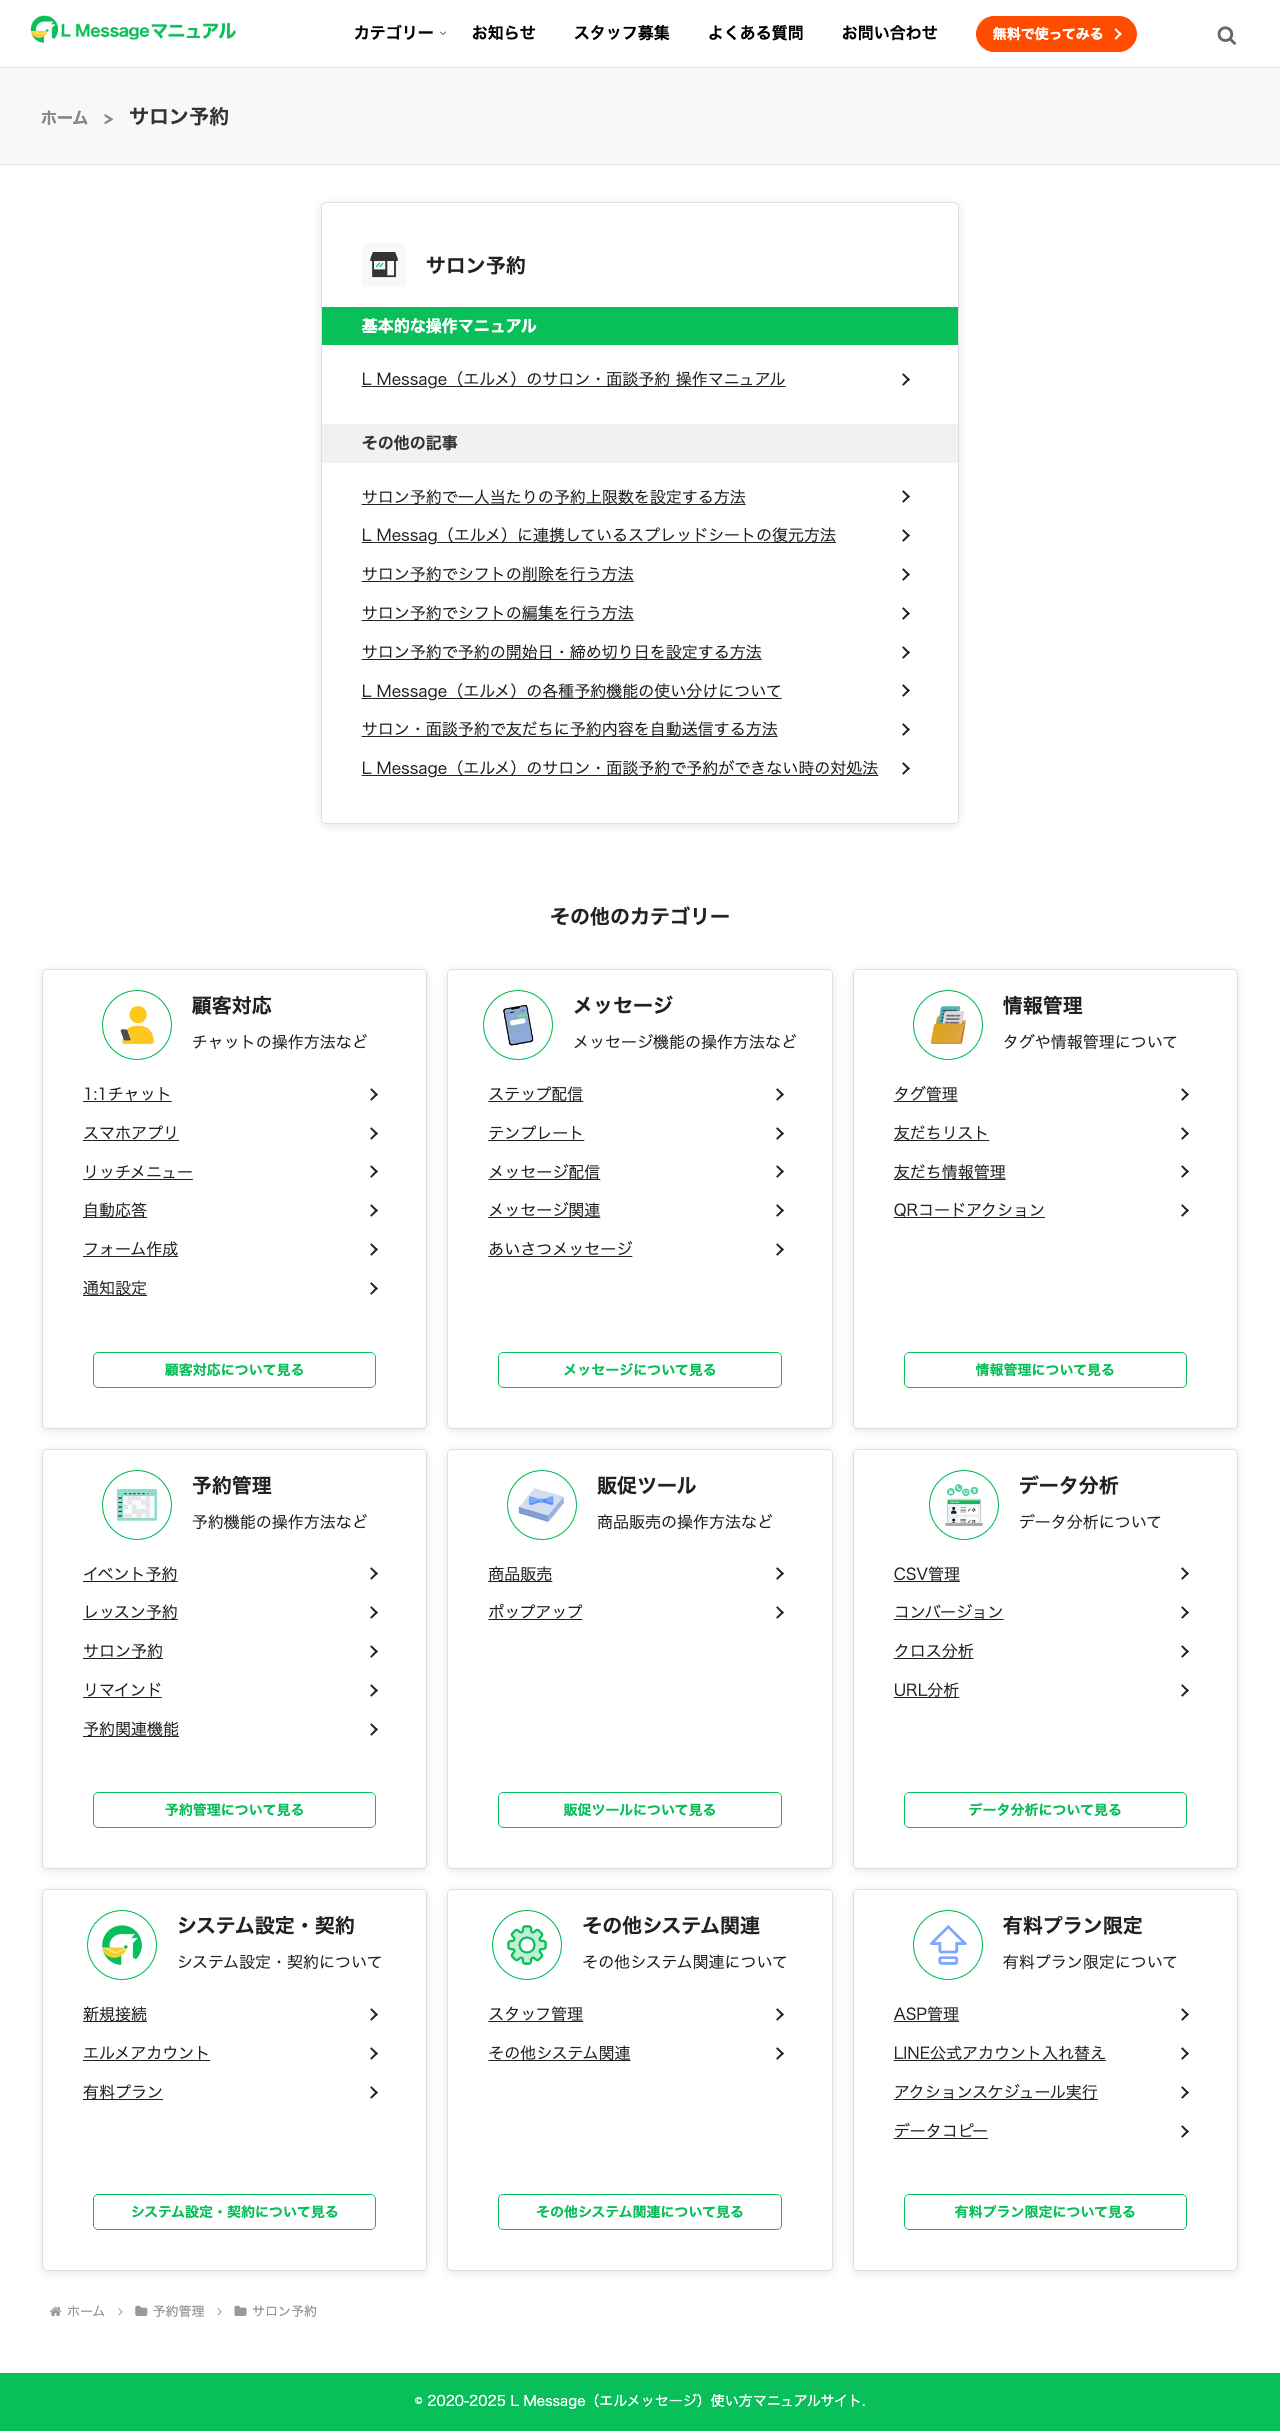 L Messageマニュアル
カテゴリー お知らせ スタッフ募集 よくある質問 お問い合わせ 無料で使ってみる
ホーム > サロン予約
サロン予約
基本的な操作マニュアル
L Message（エルメ）のサロン・面談予約 操作マニュアル
その他の記事
サロン予約で一人当たりの予約上限数を設定する方法
L Messag（エルメ）に連携しているスプレッドシートの復元方法
サロン予約でシフトの削除を行う方法
サロン予約でシフトの編集を行う方法
サロン予約で予約の開始日・締め切り日を設定する方法
L Message（エルメ）の各種予約機能の使い分けについて
サロン・面談予約で友だちに予約内容を自動送信する方法
L Message（エルメ）のサロン・面談予約で予約ができない時の対処法
その他のカテゴリー
顧客対応
チャットの操作方法など
1:1チャット
スマホアプリ
リッチメニュー
自動応答
フォーム作成
通知設定
顧客対応について見る
メッセージ
メッセージ機能の操作方法など
ステップ配信
テンプレート
メッセージ配信
メッセージ関連
あいさつメッセージ
メッセージについて見る
情報管理
タグや情報管理について
タグ管理
友だちリスト
友だち情報管理
QRコードアクション
情報管理について見る
予約管理
予約機能の操作方法など
イベント予約
レッスン予約
サロン予約
リマインド
予約関連機能
予約管理について見る
販促ツール
商品販売の操作方法など
商品販売
ポップアップ
販促ツールについて見る
データ分析
データ分析について
CSV管理
コンバージョン
クロス分析
URL分析
データ分析について見る
システム設定・契約
システム設定・契約について
新規接続
エルメアカウント
有料プラン
システム設定・契約について見る
その他システム関連
その他システム関連について
スタッフ管理
その他システム関連
その他システム関連について見る
有料プラン限定
有料プラン限定について
ASP管理
LINE公式アカウント入れ替え
アクションスケジュール実行
データコピー
有料プラン限定について見る
ホーム > 予約管理 > サロン予約
© 2020-2025 L Message（エルメッセージ）使い方マニュアルサイト.